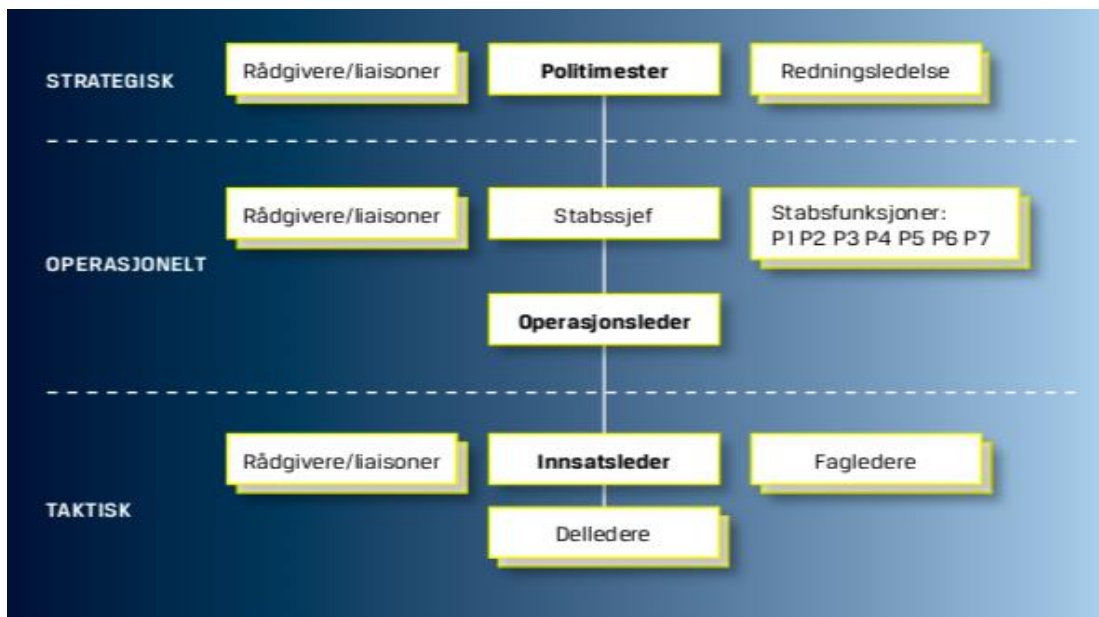 STRATEGISK
Rådgivere/liaisoner
Politimester
Redningsledelse
OPERASJONELT
Rådgivere/liaisoner
Stabssjef
Stabsfunksjoner:
P1 P2 P3 P4 P5 P6 P7
Operasjonsleder
TAKTISK
Rådgivere/liaisoner
Innsatsleder
Fagledere
Delledere